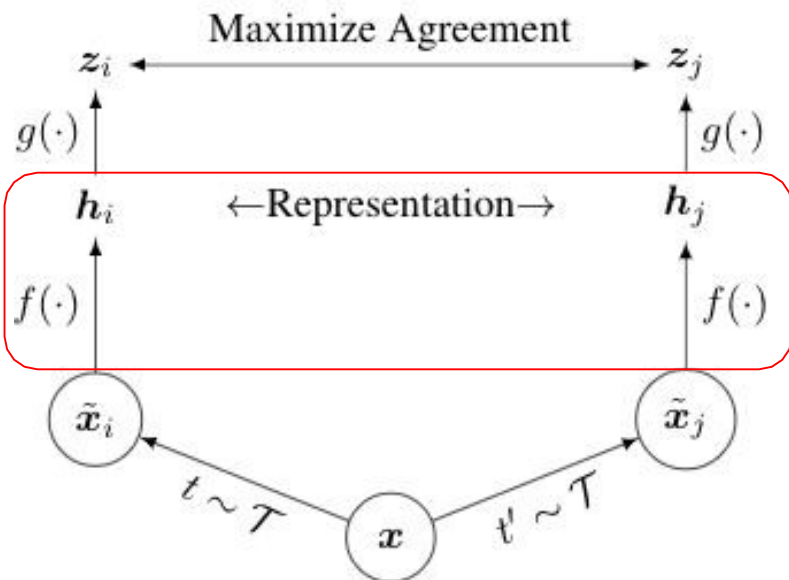 Maximize Agreement
z_i ⟷ z_j
g(·) g(·)
h_i ←Representation→ h_j
f(·) f(·)
x̃_i x̃_j
t ~ 𝒯 t' ~ 𝒯
x